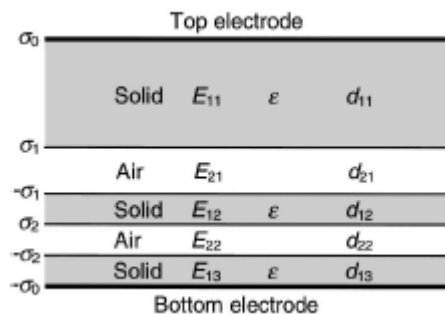 Top electrode
σ₀
Solid E₁₁ ε d₁₁
σ₁
Air E₂₁ d₂₁
-σ₁
Solid E₁₂ ε d₁₂
σ₂
Air E₂₂ d₂₂
-σ₂
Solid E₁₃ ε d₁₃
-σ₀
Bottom electrode